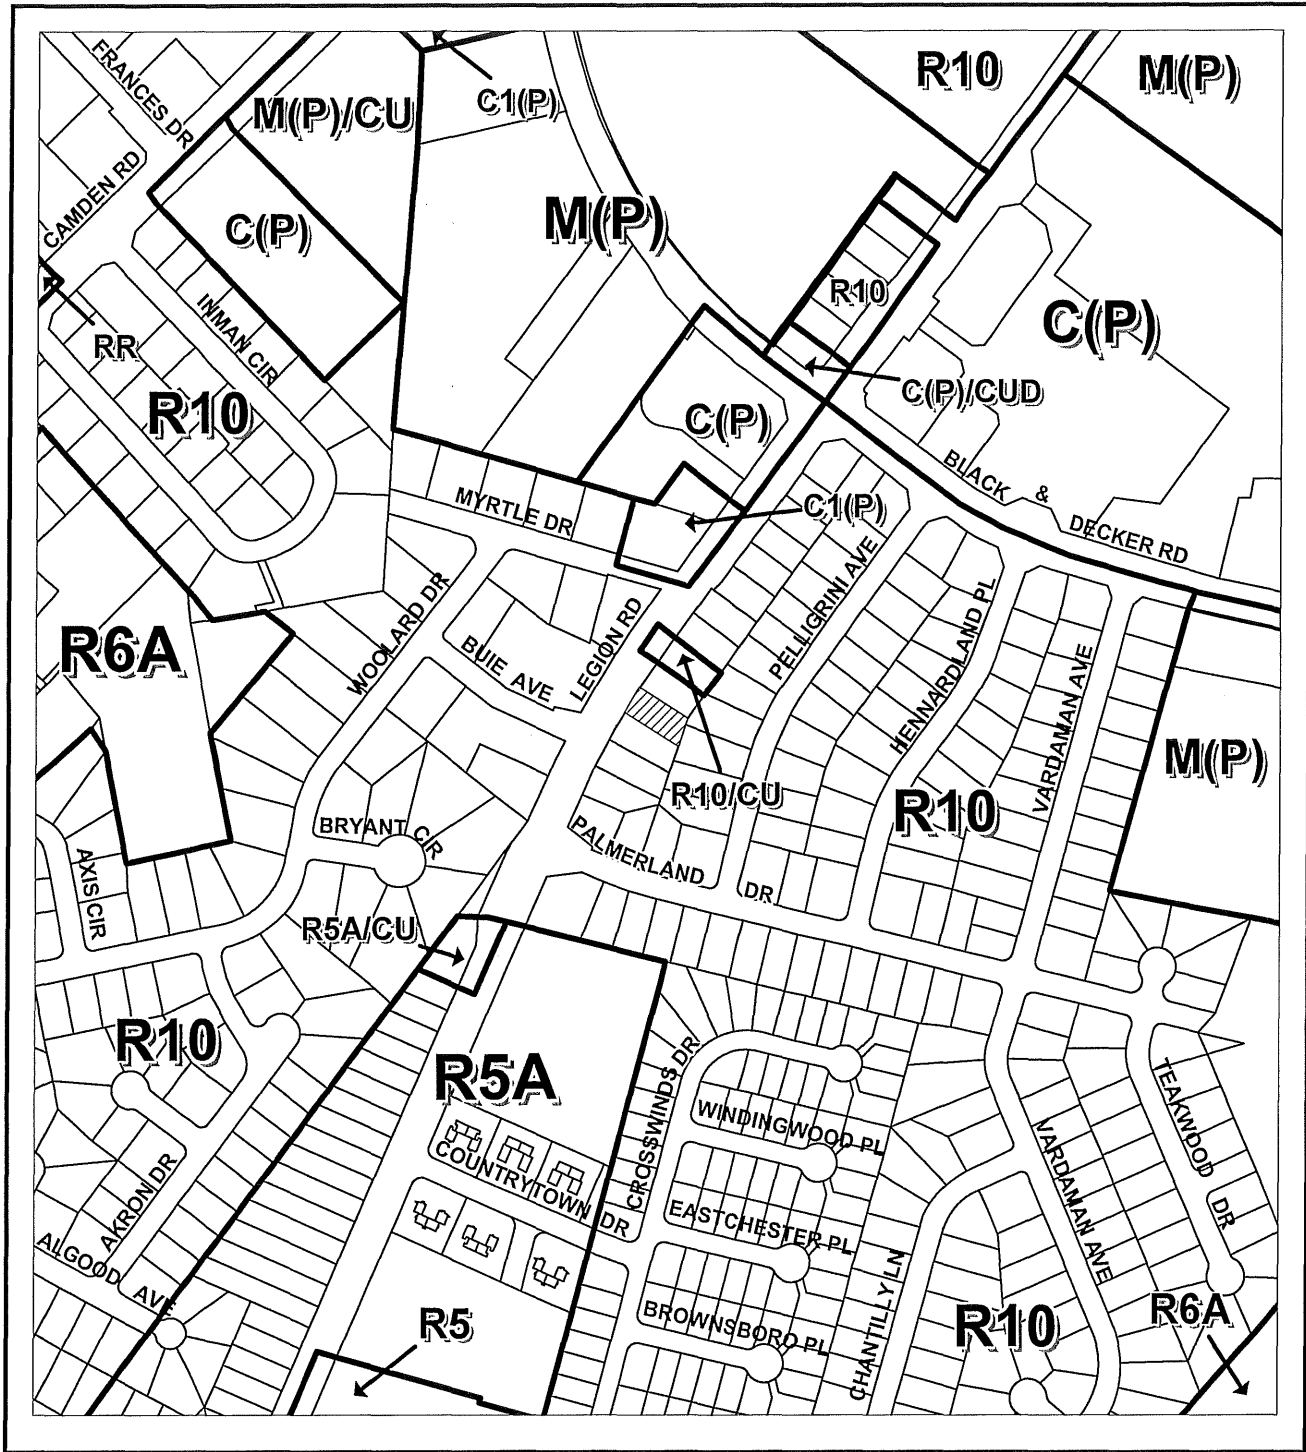 FRANCES DR
M(P)/CU
C1(P)
R10
M(P)
CAMDEN RD
C(P)
M(P)
R10
C(P)
RR
INMAN CIR
R10
C(P)/CUD
C(P)
BLACK & DECKER RD
MYRTLE DR
C1(P)
WOOLARD DR
BUIE AVE
LEGION RD
PELLIGRINI AVE
HENNARDLAND PL
VARDAMAN AVE
R6A
M(P)
R10/CU
R10
BRYANT CIR
PALMERLAND DR
AXIS CIR
R5A/CU
R10
R5A
CROSSWINDS DR
WINDINGWOOD PL
TEAKWOOD DR
COUNTRYTOWN DR
VARDAMAN AVE
AKRON DR
EASTCHESTER PL
ALGOOD AVE
CHANTILLY LN
BROWNSBORO PL
R5
R10
R6A